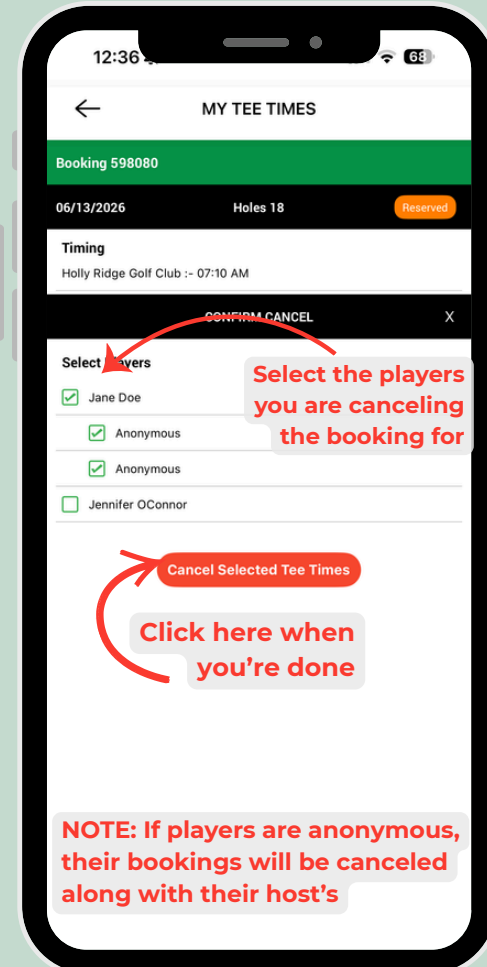 12:36
68
MY TEE TIMES
Booking 598080
06/13/2026 Holes 18 Reserved
Timing
Holly Ridge Golf Club :- 07:10 AM
CONFIRM CANCEL X
Select Players
Jane Doe
Anonymous
Anonymous
Jennifer OConnor
Select the players
you are canceling
the booking for
Cancel Selected Tee Times
Click here when
you're done
NOTE: If players are anonymous,
their bookings will be canceled
along with their host's